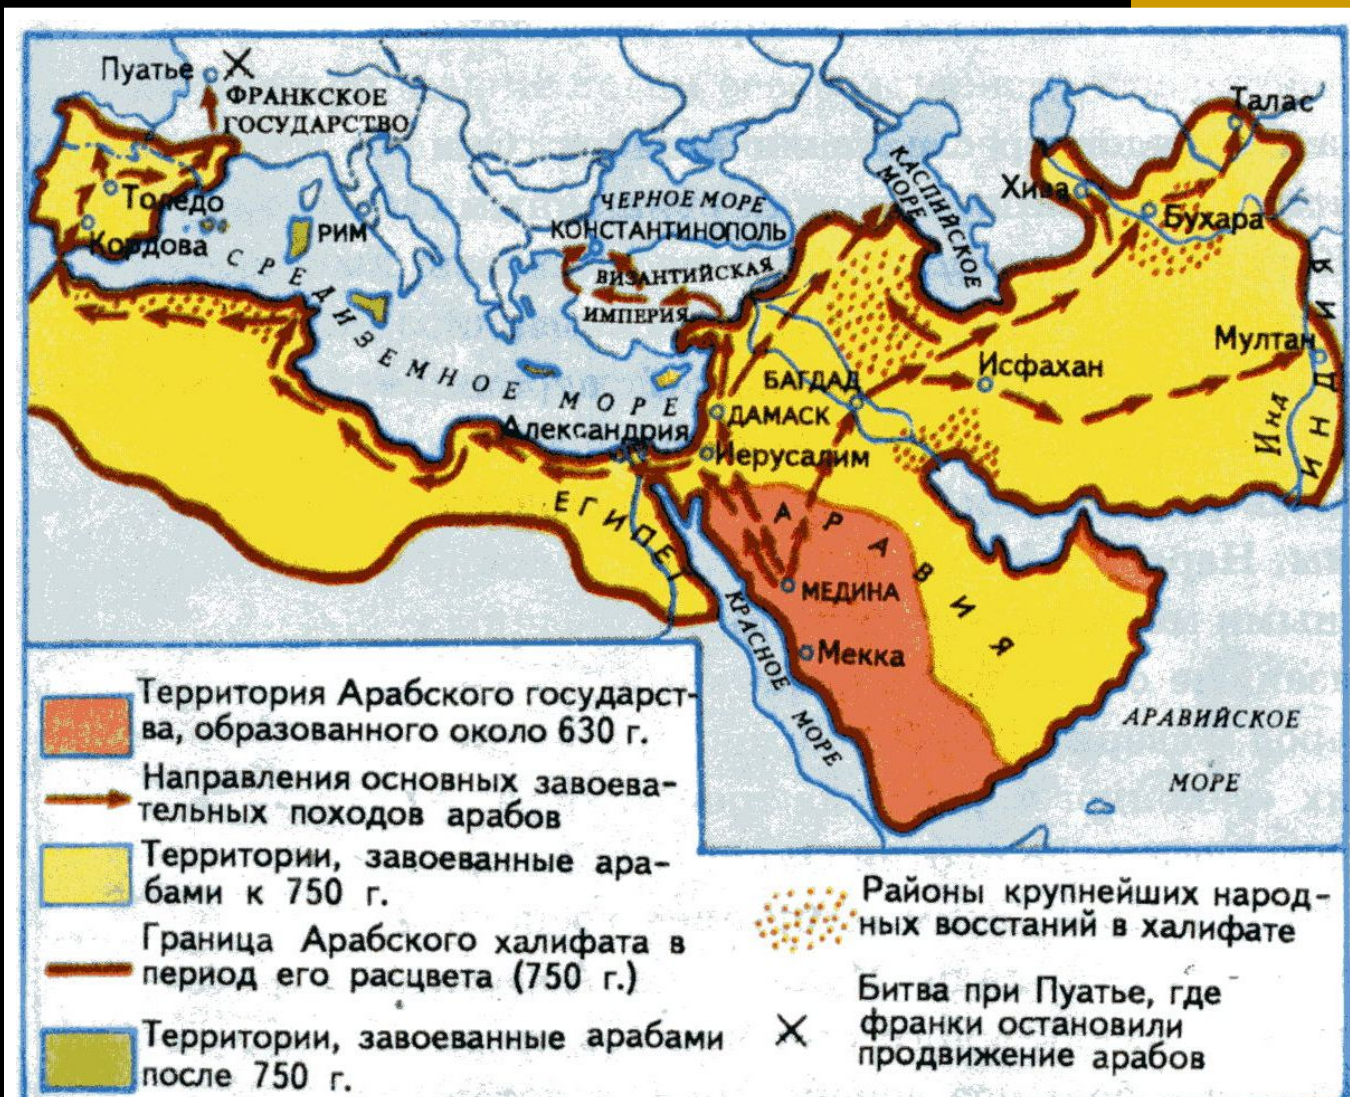 Пуатье
ФРАНКСКОЕ
ГОСУДАРСТВО
Толедо
Кордова
РИМ
СРЕДИЗЕМНОЕ МОРЕ
ЧЕРНОЕ МОРЕ
КОНСТАНТИНОПОЛЬ
ВИЗАНТИЙСКАЯ
ИМПЕРИЯ
КАСПИЙСКОЕ
МОРЕ
Талас
Хива
Бухара
Мултан
Инд
ИНДИЯ
Исфахан
БАГДАД
ДАМАСК
Александрия
Иерусалим
ЕГИПЕТ
АРАВИЯ
МЕДИНА
Мекка
КРАСНОЕ
МОРЕ
АРАВИЙСКОЕ
МОРЕ
Территория Арабского государст-
ва, образованного около 630 г.
Направления основных завоева-
тельных походов арабов
Территории, завоеванные ара-
бами к 750 г.
Граница Арабского халифата в
период его расцвета (750 г.)
Территории, завоеванные арабами
после 750 г.
Районы крупнейших народ-
ных восстаний в халифате
Битва при Пуатье, где
франки остановили
продвижение арабов